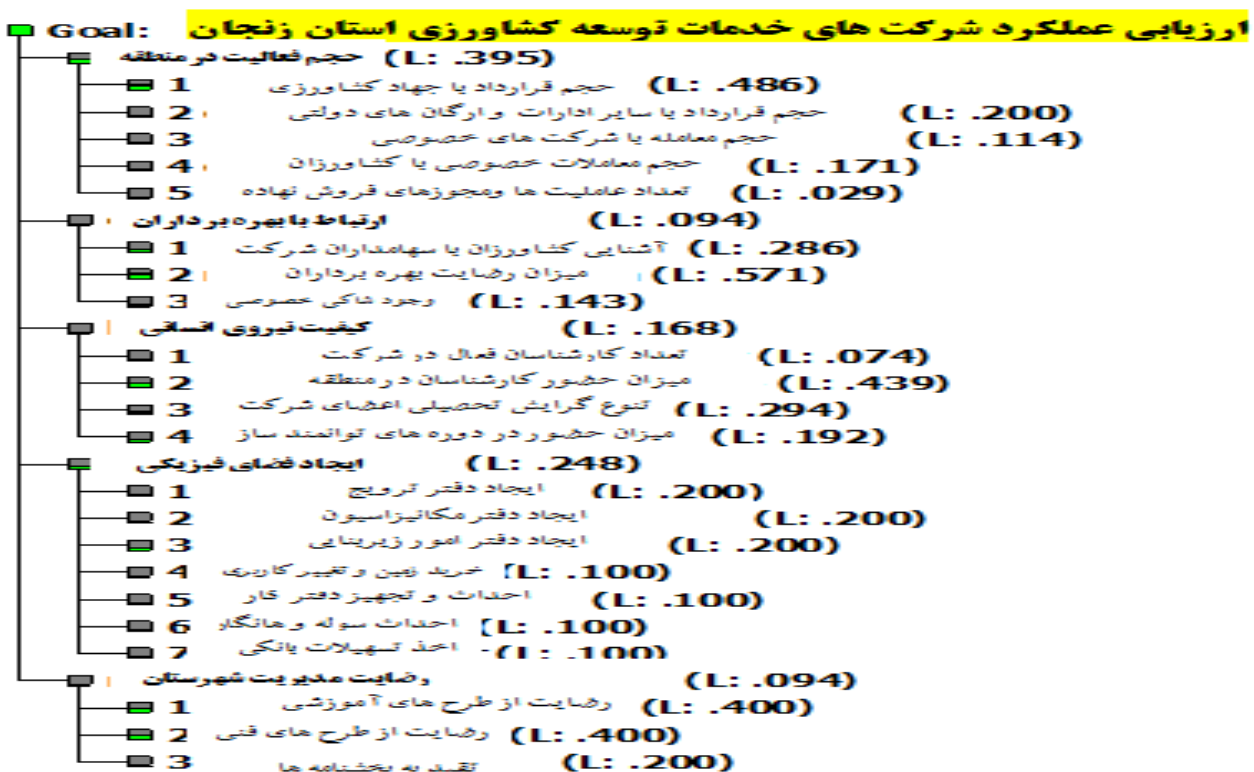 Goal: ارزیابی عملکرد شرکت های خدمات توسعه کشاورزی استان زنجان
حجم فعالیت در منطقه (L: .395)
1 حجم قرارداد با جهاد کشاورزی (L: .486)
2 حجم قرارداد با سایر ادارات و ارگان های دولتی (L: .200)
3 حجم معامله با شرکت های خصوصی (L: .114)
4 حجم معاملات خصوصی با کشاورزان (L: .171)
5 تعداد عاملیت ها ومجوزهای فروش نهاده (L: .029)
ارتباط با بهره برداران (L: .094)
1 آشنایی کشاورزان با سهامداران شرکت (L: .286)
2 میزان رضایت بهره برداران (L: .571)
3 وجود شاکی خصوصی (L: .143)
کیفیت نیروی انسانی (L: .168)
1 تعداد کارشناسان فعال در شرکت (L: .074)
2 میزان حضور کارشناسان در منطقه (L: .439)
3 تنوع گرایش تحصیلی اعضای شرکت (L: .294)
4 میزان حضور در دوره های توانمند ساز (L: .192)
ایجاد فضای فیزیکی (L: .248)
1 ایجاد دفتر ترویج (L: .200)
2 ایجاد دفتر مکانیزاسیون (L: .200)
3 ایجاد دفتر امور زیربنایی (L: .200)
4 خرید زمین و تغییر کاربری (L: .100)
5 احداث و تجهیز دفتر کار (L: .100)
6 احداث سوله و هانگار (L: .100)
7 اخذ تسهیلات بانکی (L: .100)
رضایت مدیریت شهرستان (L: .094)
1 رضایت از طرح های آموزشی (L: .400)
2 رضایت از طرح های فنی (L: .400)
3 تقید به بخشنامه ها (L: .200)